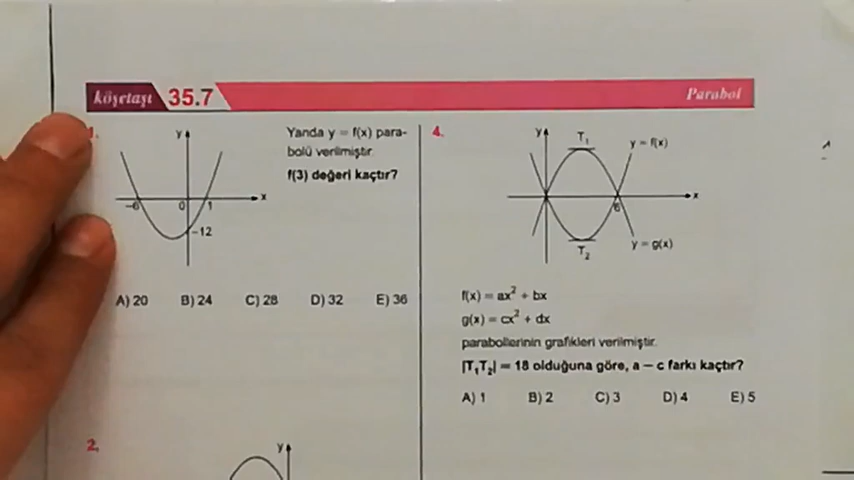 köşetaşı 35.7
Parabol
1.
y
-6
0
1
x
-12
Yanda y = f(x) para-
bolü verilmiştir.
f(3) değeri kaçtır?
A) 20 B) 24 C) 28 D) 32 E) 36
2.
y
4.
y
T₁
y = f(x)
x
6
T₂
y = g(x)
f(x) = ax² + bx
g(x) = cx² + dx
parabollerinin grafikleri verilmiştir.
|T₁T₂| = 18 olduğuna göre, a – c farkı kaçtır?
A) 1 B) 2 C) 3 D) 4 E) 5